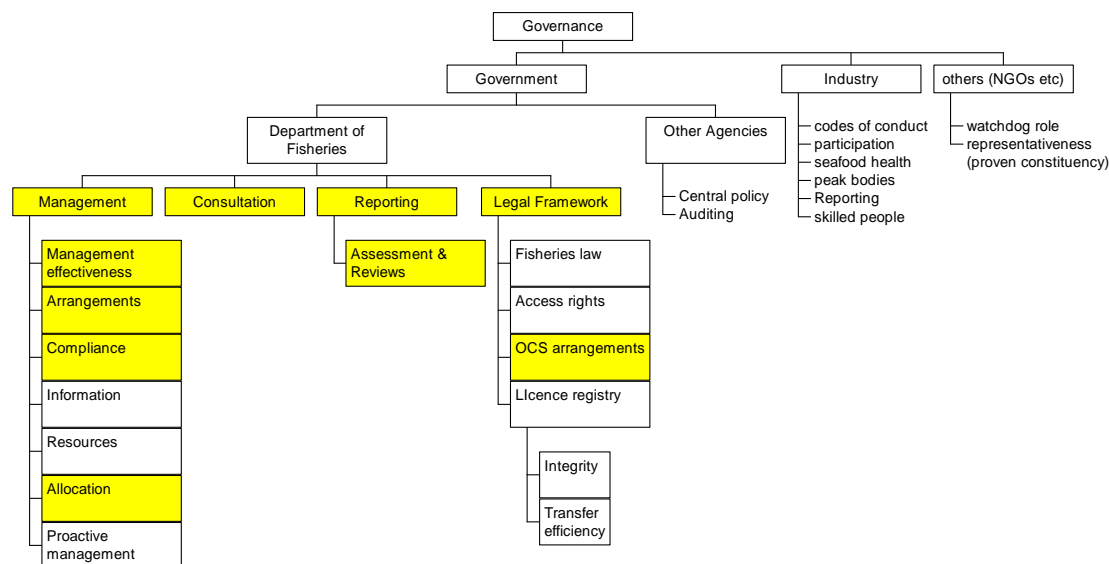 Governance
Government
Industry
others (NGOs etc)
Department of
Fisheries
Other Agencies
codes of conduct
participation
seafood health
peak bodies
Reporting
skilled people
watchdog role
representativeness
(proven constituency)
Central policy
Auditing
Management
Consultation
Reporting
Legal Framework
Management
effectiveness
Arrangements
Compliance
Information
Resources
Allocation
Proactive
management
Assessment &
Reviews
Fisheries law
Access rights
OCS arrangements
LIcence registry
Integrity
Transfer
efficiency